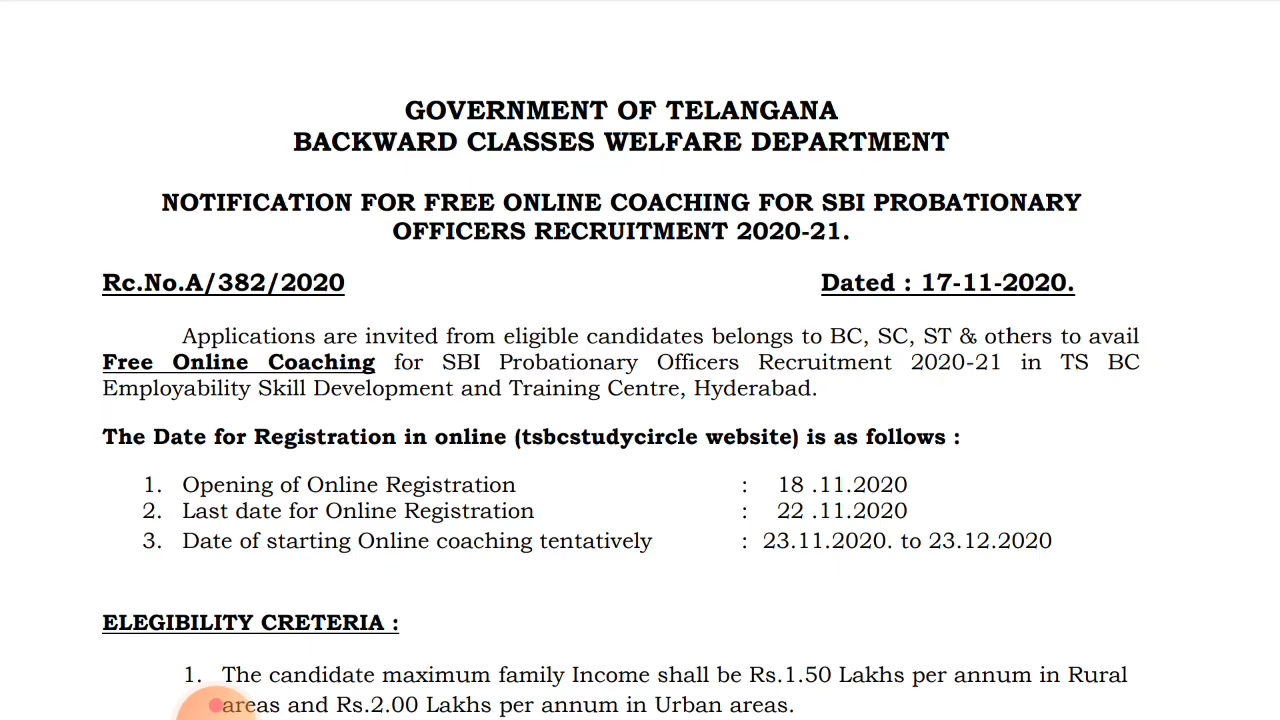 GOVERNMENT OF TELANGANA
BACKWARD CLASSES WELFARE DEPARTMENT
NOTIFICATION FOR FREE ONLINE COACHING FOR SBI PROBATIONARY
OFFICERS RECRUITMENT 2020-21.
Rc.No.A/382/2020 Dated : 17-11-2020.
Applications are invited from eligible candidates belongs to BC, SC, ST & others to avail
Free Online Coaching for SBI Probationary Officers Recruitment 2020-21 in TS BC
Employability Skill Development and Training Centre, Hyderabad.
The Date for Registration in online (tsbcstudycircle website) is as follows :
1. Opening of Online Registration : 18 .11.2020
2. Last date for Online Registration : 22 .11.2020
3. Date of starting Online coaching tentatively : 23.11.2020. to 23.12.2020
ELEGIBILITY CRETERIA :
1. The candidate maximum family Income shall be Rs.1.50 Lakhs per annum in Rural
areas and Rs.2.00 Lakhs per annum in Urban areas.